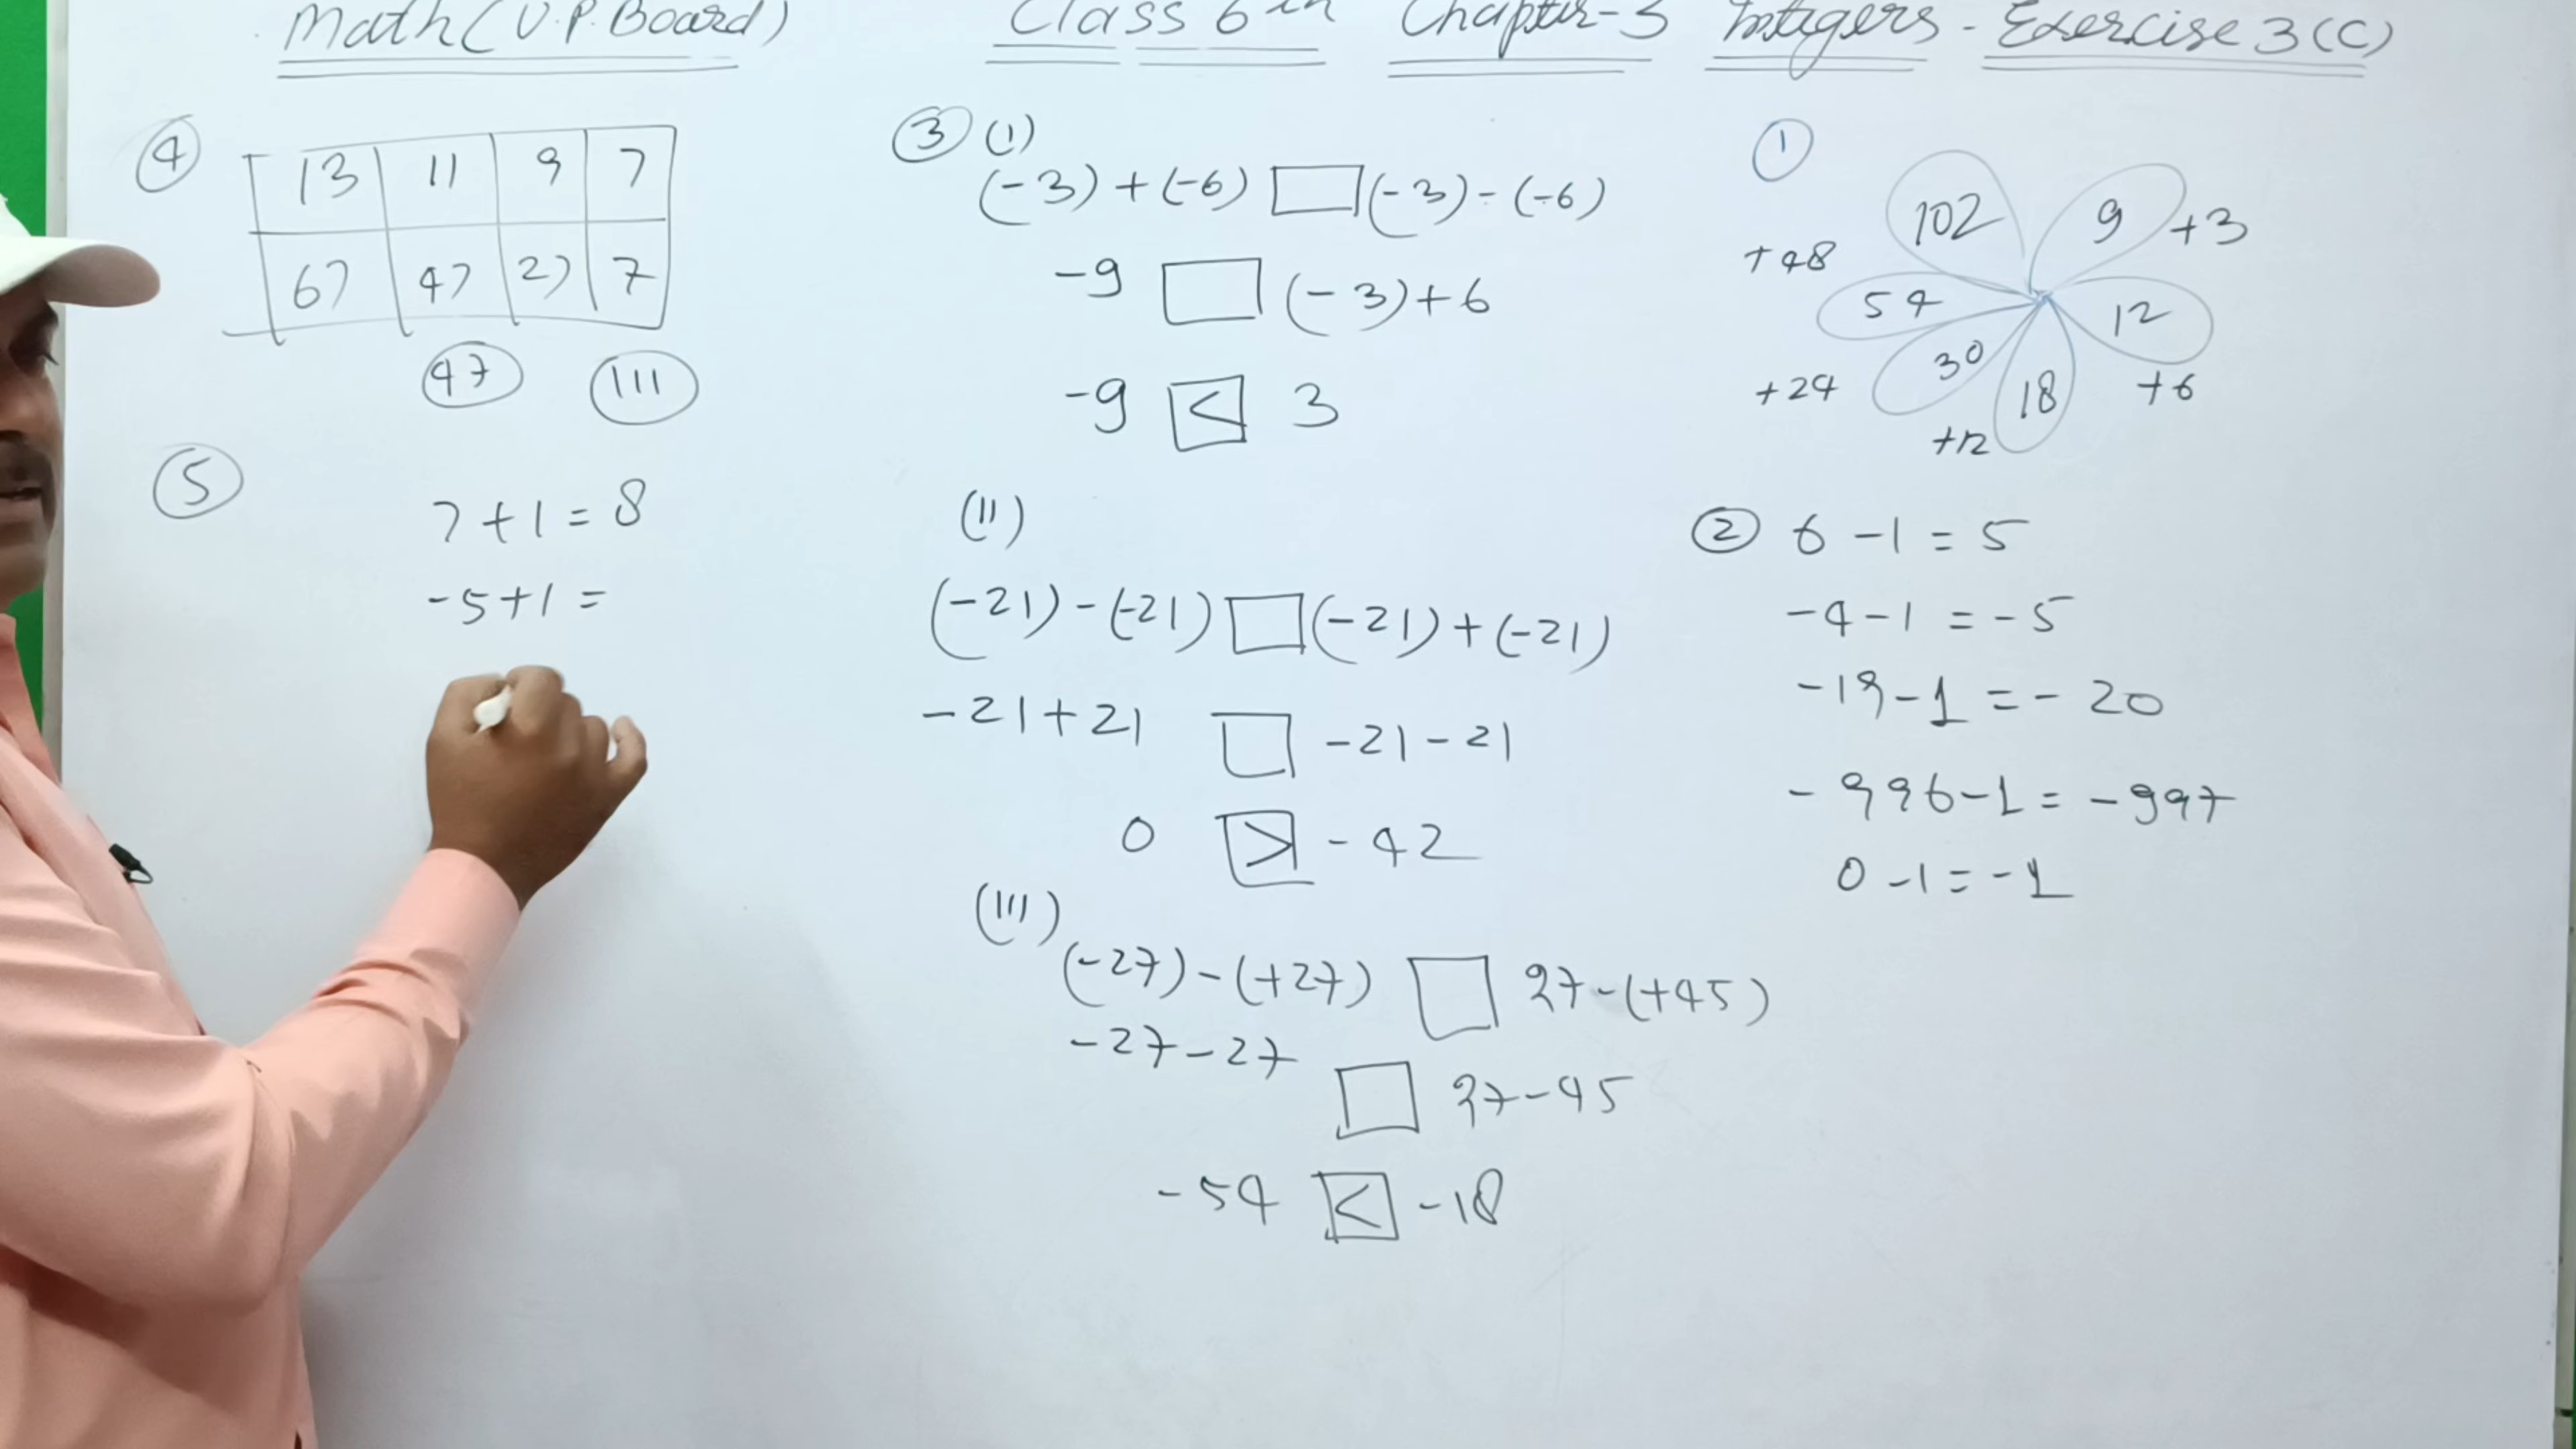 Math (U.P. Board) Class 6th Chapter-3 Integers - Exercise 3(C)
④
13 11 9 7
67 47 27 7
47 111
⑤
7+1=8
-5+1=
③ (I)
(-3)+(-6) □ (-3)-(-6)
-9 □ (-3)+6
-9 < 3
(II)
(-21)-(-21) □ (-21)+(-21)
-21+21 □ -21-21
0 > -42
(III)
(-27)-(+27) □ 27-(+45)
-27-27 □ 27-45
-54 < -18
①
102 9 +3
+48
54 12
30 18
+24 +6
+12
② 6-1=5
-4-1=-5
-19-1=-20
-996-1=-997
0-1=-1